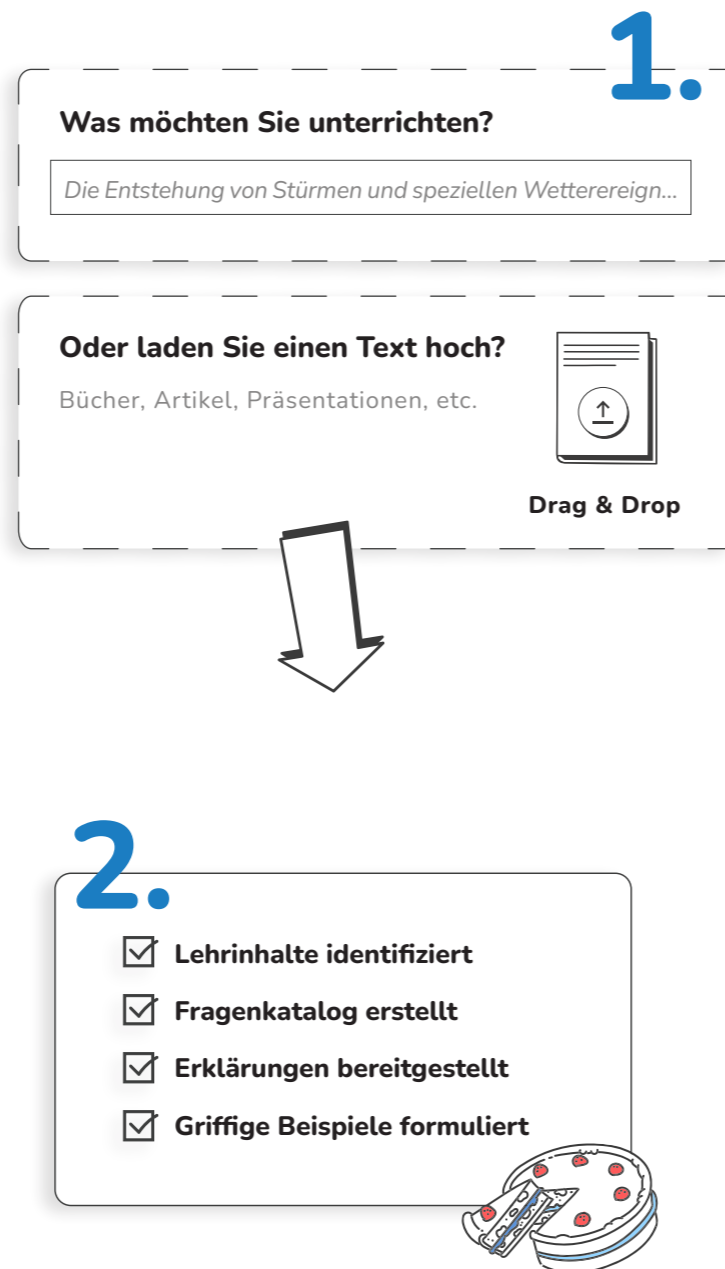 1.
Was möchten Sie unterrichten?
Die Entstehung von Stürmen und speziellen Wetterereign...
Oder laden Sie einen Text hoch?
Bücher, Artikel, Präsentationen, etc.
Drag & Drop
2.
Lehrinhalte identifiziert
Fragenkatalog erstellt
Erklärungen bereitgestellt
Griffige Beispiele formuliert